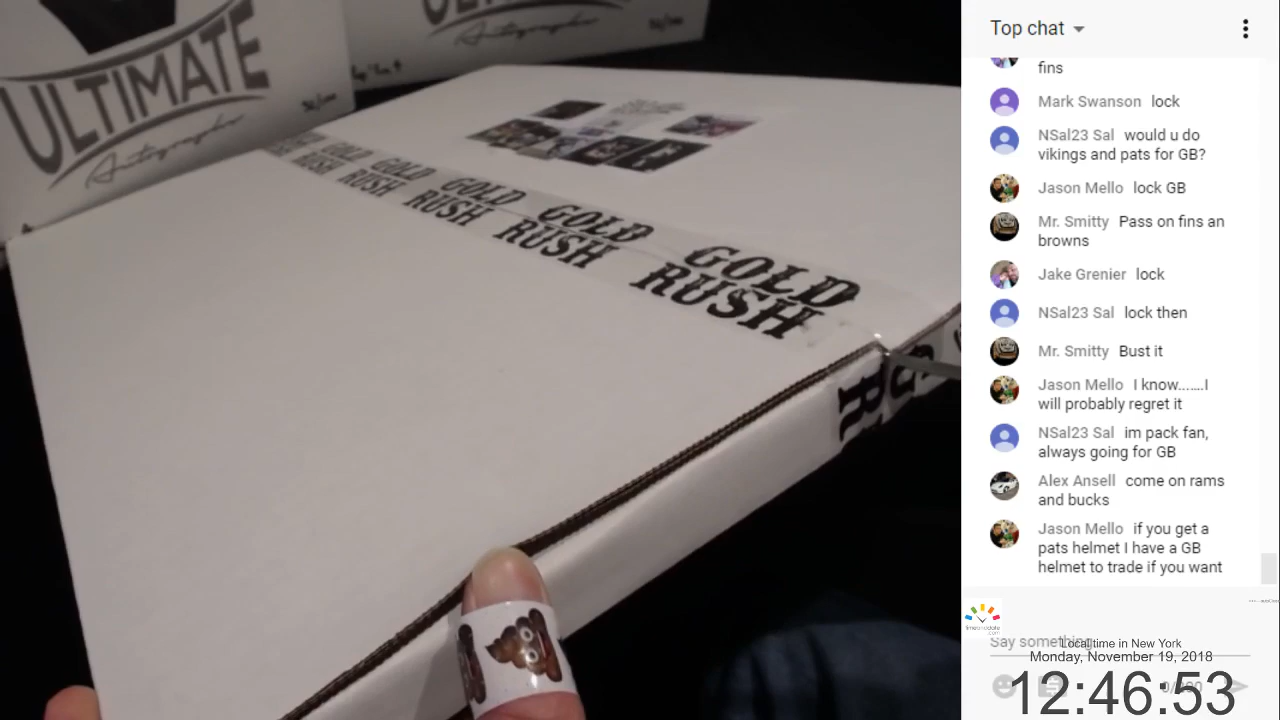 ULTIMATE
Autographs
GOLD GOLD GOLD GOLD GOLD
RUSH RUSH RUSH RUSH RUSH
R
Top chat
fins
Mark Swanson lock
NSal23 Sal would u do
vikings and pats for GB?
Jason Mello lock GB
Mr. Smitty Pass on fins an
browns
Jake Grenier lock
NSal23 Sal lock then
Mr. Smitty Bust it
Jason Mello I know.......I
will probably regret it
NSal23 Sal im pack fan,
always going for GB
Alex Ansell come on rams
and bucks
Jason Mello if you get a
pats helmet I have a GB
helmet to trade if you want
Say something...
Local time in New York
Monday, November 19, 2018
12:46:53